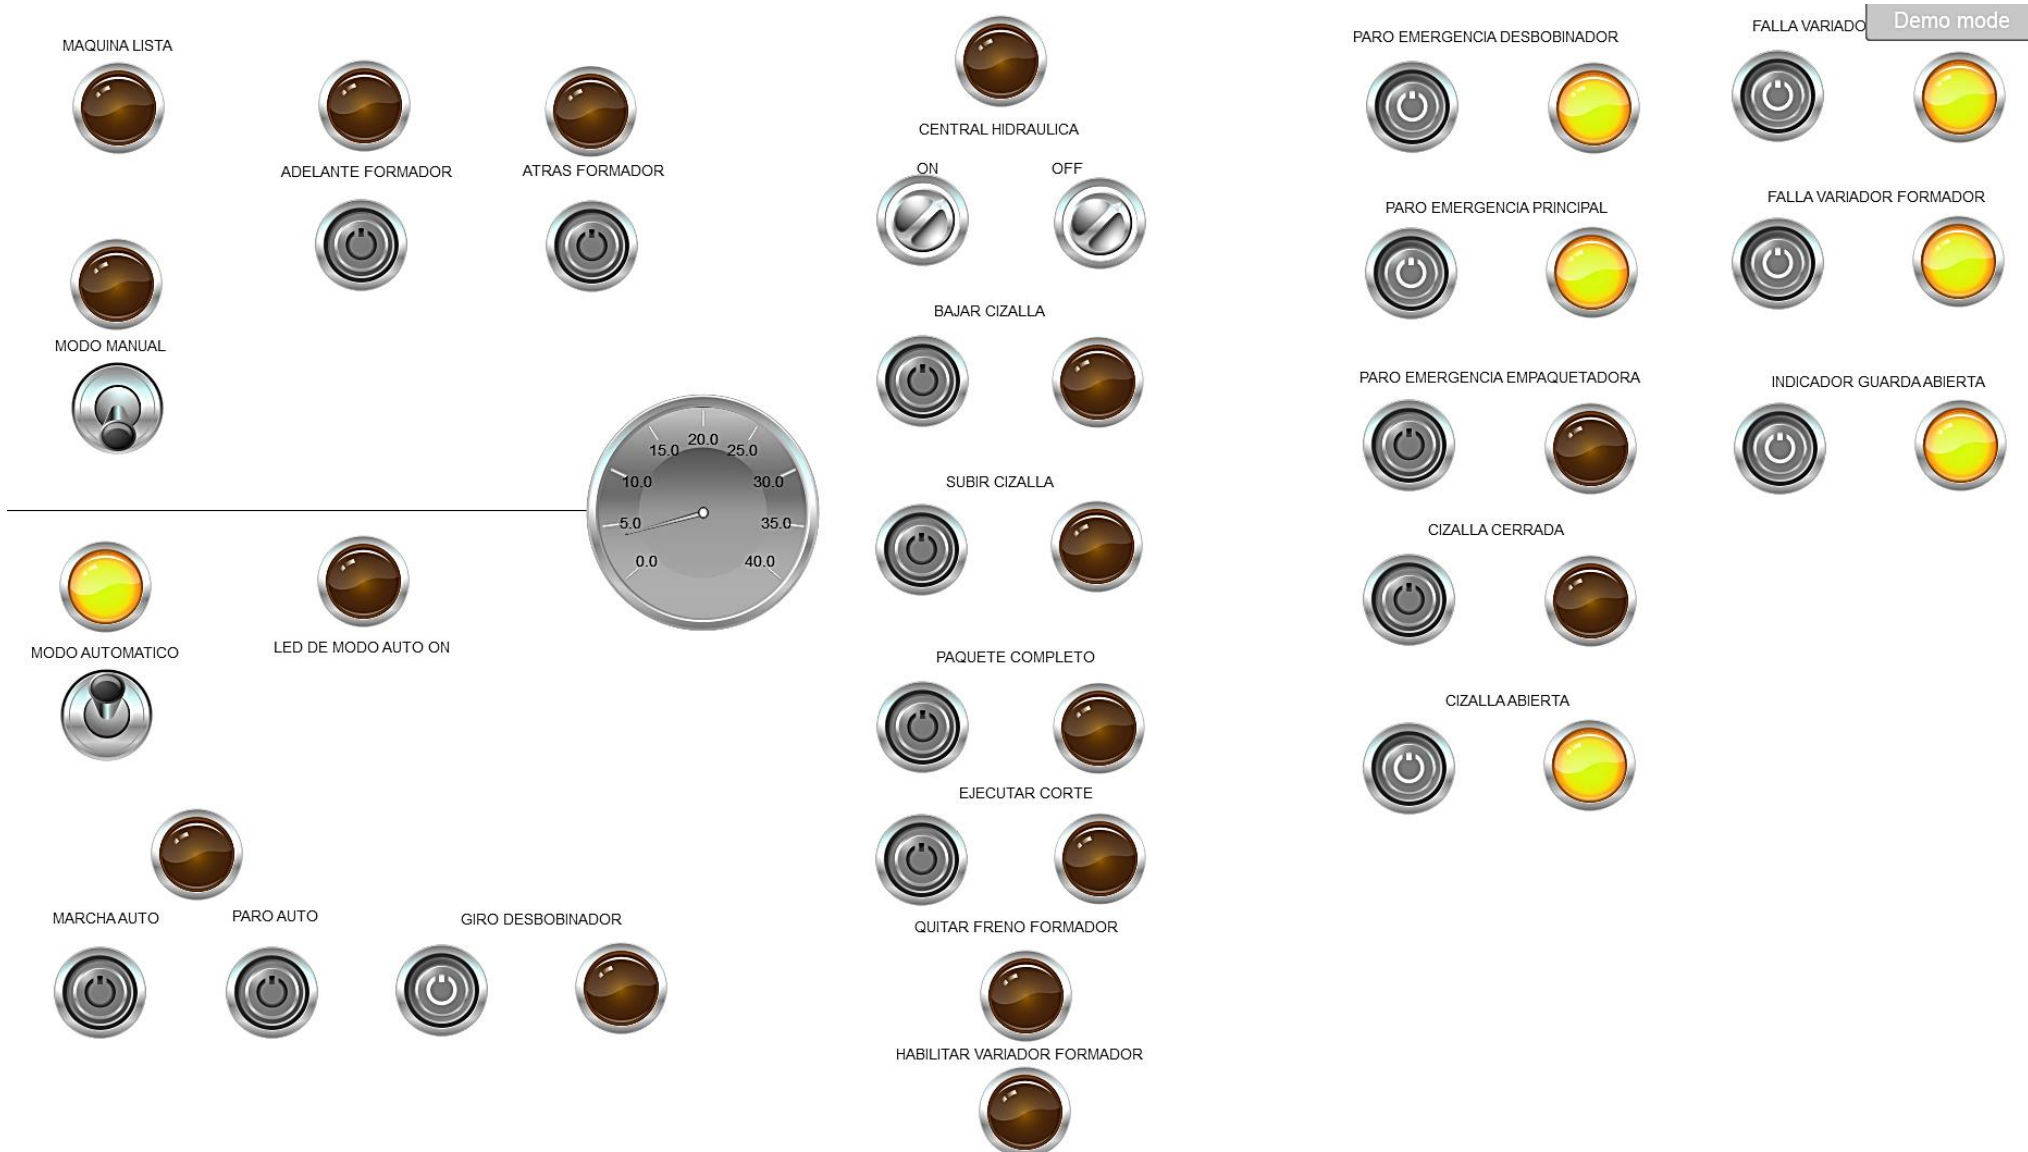 MAQUINA LISTA
ADELANTE FORMADOR
ATRAS FORMADOR
MODO MANUAL
CENTRAL HIDRAULICA
ON
OFF
BAJAR CIZALLA
SUBIR CIZALLA
PAQUETE COMPLETO
EJECUTAR CORTE
QUITAR FRENO FORMADOR
HABILITAR VARIADOR FORMADOR
0.0
5.0
10.0
15.0
20.0
25.0
30.0
35.0
40.0
MODO AUTOMATICO
LED DE MODO AUTO ON
MARCHA AUTO
PARO AUTO
GIRO DESBOBINADOR
PARO EMERGENCIA DESBOBINADOR
PARO EMERGENCIA PRINCIPAL
PARO EMERGENCIA EMPAQUETADORA
CIZALLA CERRADA
CIZALLA ABIERTA
FALLA VARIADO
Demo mode
FALLA VARIADOR FORMADOR
INDICADOR GUARDA ABIERTA